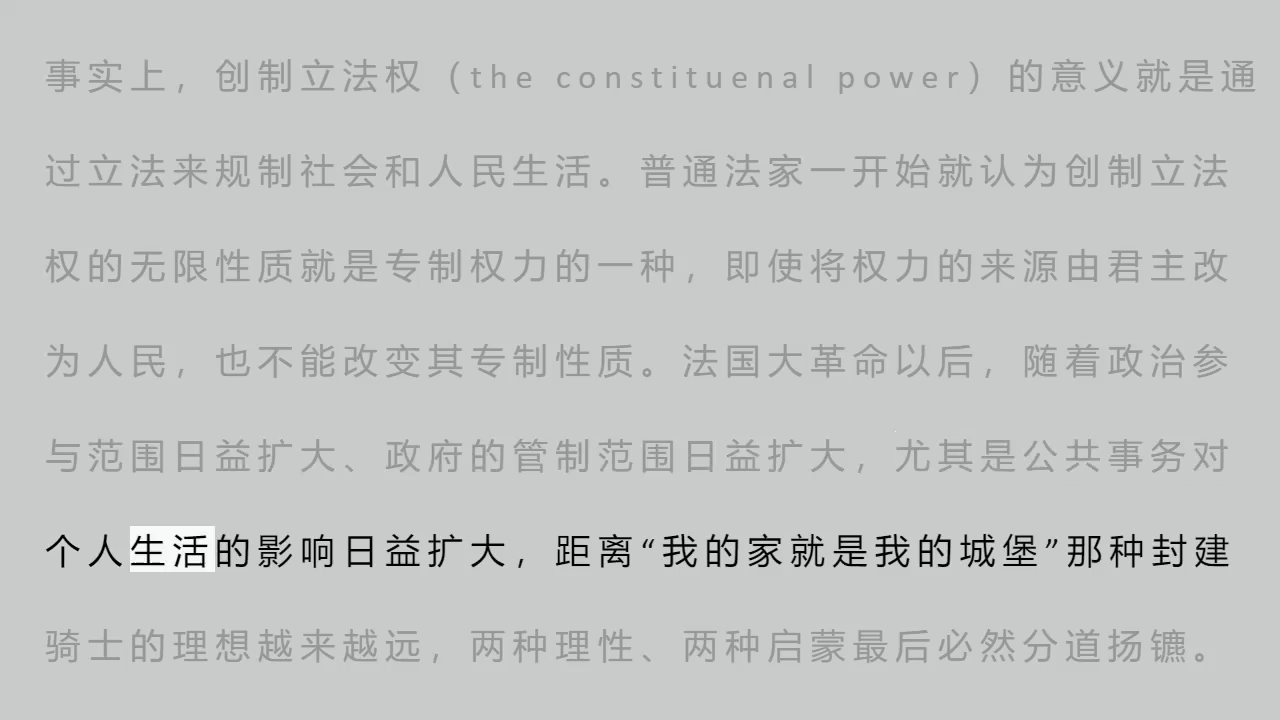 事实上，创制立法权（the constituenal power）的意义就是通
过立法来规制社会和人民生活。普通法家一开始就认为创制立法
权的无限性质就是专制权力的一种，即使将权力的来源由君主改
为人民，也不能改变其专制性质。法国大革命以后，随着政治参
与范围日益扩大、政府的管制范围日益扩大，尤其是公共事务对
个人生活的影响日益扩大，距离“我的家就是我的城堡”那种封建
骑士的理想越来越远，两种理性、两种启蒙最后必然分道扬镳。